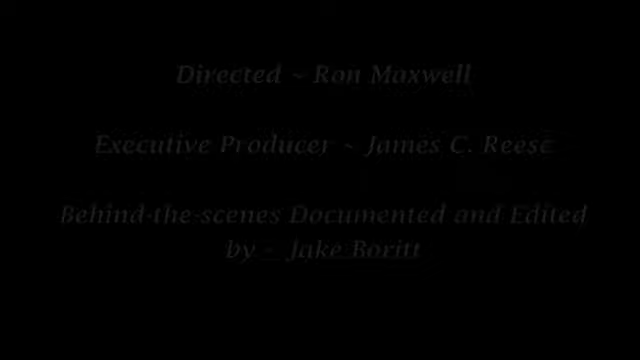 Directed ~ Ron Maxwell
Executive Producer ~ James C. Reese
Behind-the-scenes Documented and Edited
by ~ Jake Boritt